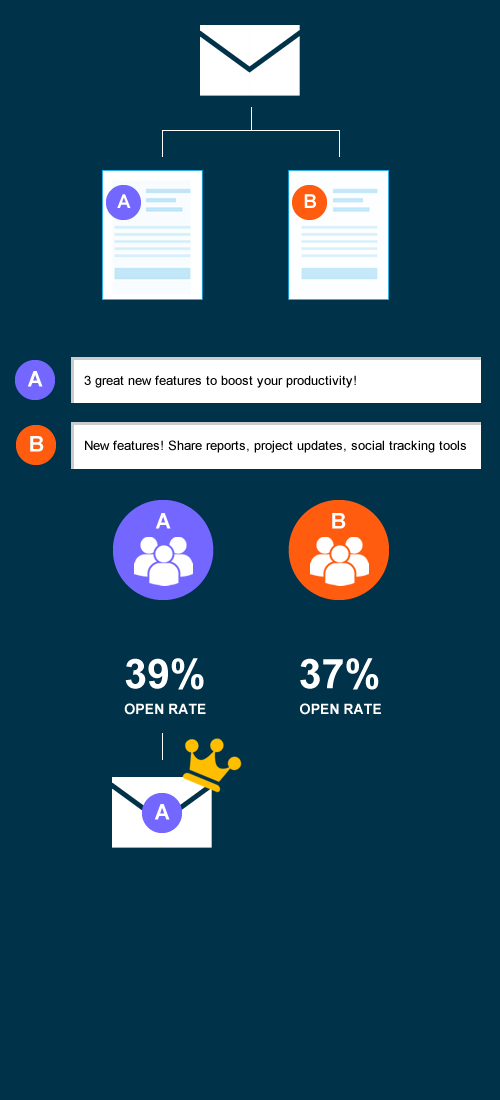 A
B
A
3 great new features to boost your productivity!
B
New features! Share reports, project updates, social tracking tools
A
B
39%
37%
OPEN RATE
OPEN RATE
A